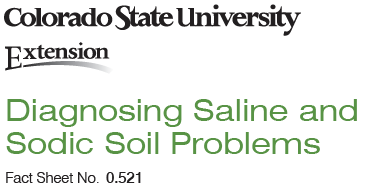 Colorado State University
Extension
Diagnosing Saline and
Sodic Soil Problems
Fact Sheet No. 0.521